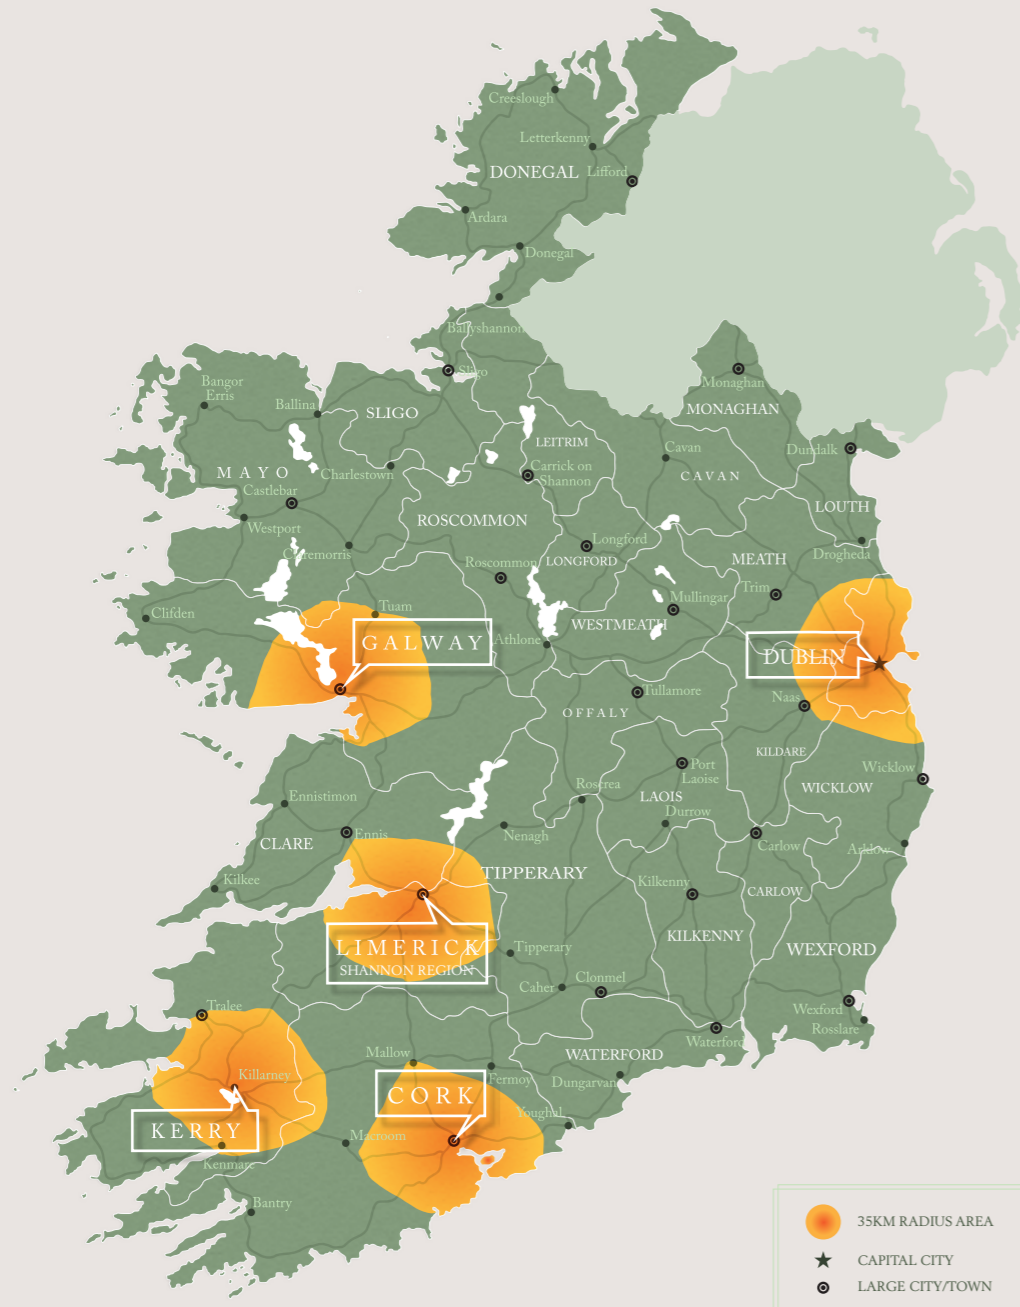 Creeslough
Letterkenny
DONEGAL
Lifford
Ardara
Donegal
Ballyshannon
Sligo
Monaghan
Bangor
Erris
Ballina
SLIGO
MONAGHAN
LEITRIM
Cavan
Dundalk
MAYO
Charlestown
Carrick on
Shannon
CAVAN
Castlebar
LOUTH
Westport
ROSCOMMON
Longford
Claremorris
Roscommon
LONGFORD
MEATH
Drogheda
Trim
Mullingar
Clifden
Tuam
WESTMEATH
GALWAY
Athlone
DUBLIN
Tullamore
Naas
OFFALY
KILDARE
Port
Laoise
Wicklow
Roscrea
WICKLOW
Ennistimon
LAOIS
Durrow
Ennis
Nenagh
CLARE
Carlow
Arklow
TIPPERARY
Kilkee
Kilkenny
CARLOW
LIMERICK
SHANNON REGION
Tipperary
KILKENNY
WEXFORD
Caher
Clonmel
Tralee
Wexford
Rosslare
Waterford
Mallow
WATERFORD
Killarney
Fermoy
Dungarvan
CORK
Youghal
KERRY
Macroom
Kenmare
Bantry
35KM RADIUS AREA
CAPITAL CITY
LARGE CITY/TOWN